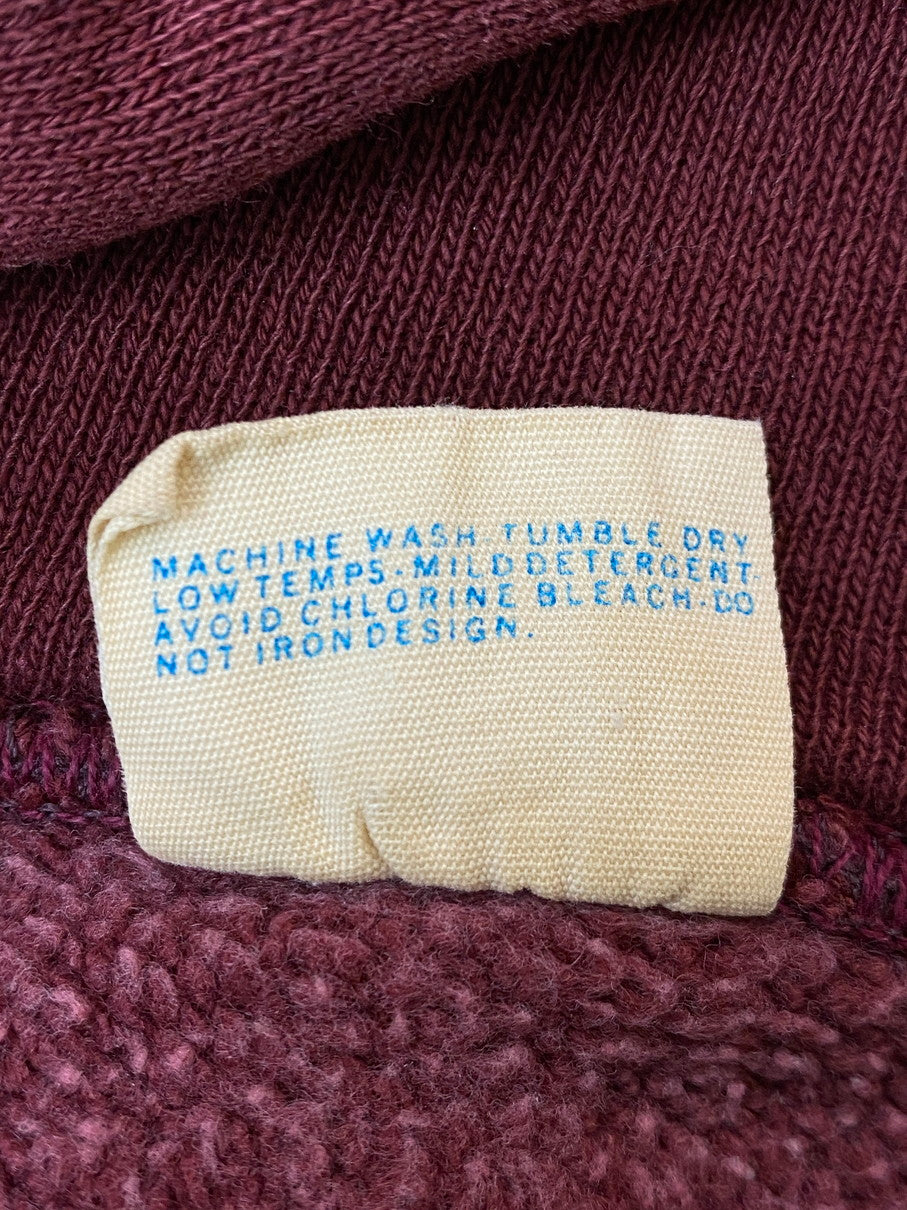 MACHINE WASH-TUMBLE DRY
LOW TEMPS-MILD DETERGENT-
AVOID CHLORINE BLEACH-DO
NOT IRON DESIGN.